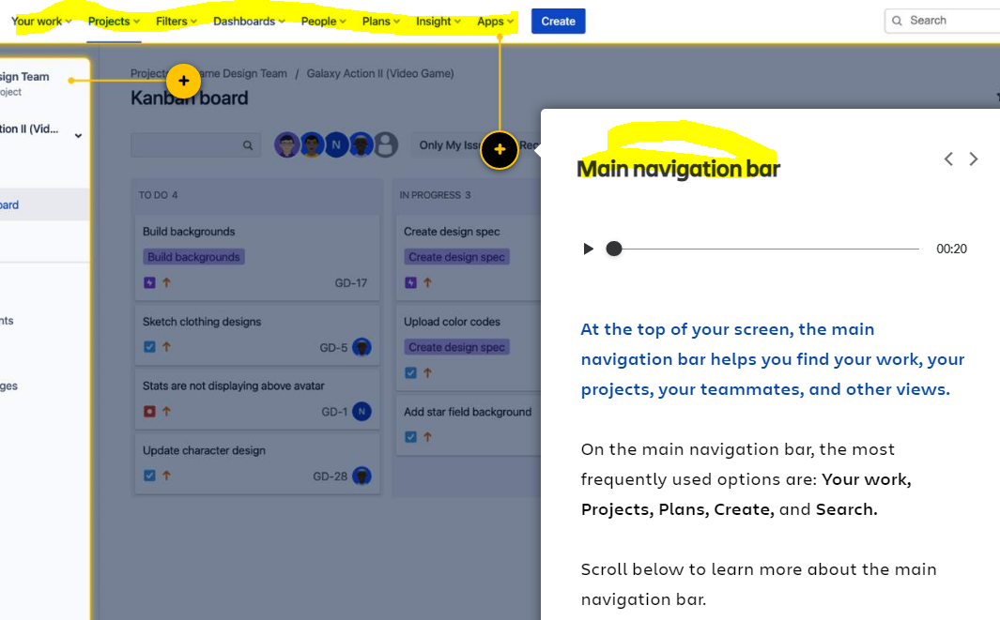 Your work Projects Filters Dashboards People Plans Insight Apps Create Search
sign Team
oject
tion II (Vid...
oard
nts
ges
Projects ame Design Team / Galaxy Action II (Video Game)
Kanban board
N
Only My Iss Rec
TO DO 4
Build backgrounds
Build backgrounds
GD-17
Sketch clothing designs
GD-5
Stats are not displaying above avatar
GD-1 N
Update character design
GD-28
IN PROGRESS 3
Create design spec
Create design spec
Upload color codes
Create design spec
Add star field background
Main navigation bar
00:20
At the top of your screen, the main
navigation bar helps you find your work, your
projects, your teammates, and other views.
On the main navigation bar, the most
frequently used options are: Your work,
Projects, Plans, Create, and Search.
Scroll below to learn more about the main
navigation bar.